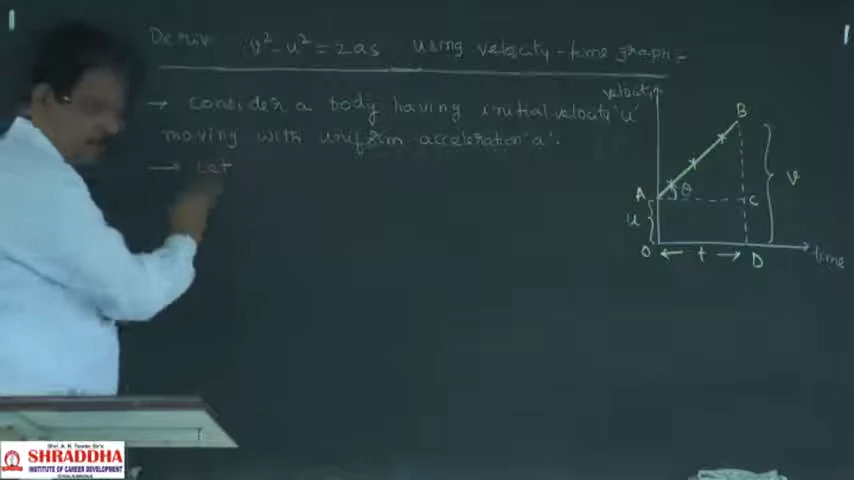 Deriv v² - u² = 2as using velocity-time graph-
→ Consider a body having initial velocity 'u'
moving with uniform acceleration 'a'.
→ Let
velocity
B
θ
A
C
v
u
O
← t →
D
time
SHRADDHA
INSTITUTE OF CAREER DEVELOPMENT